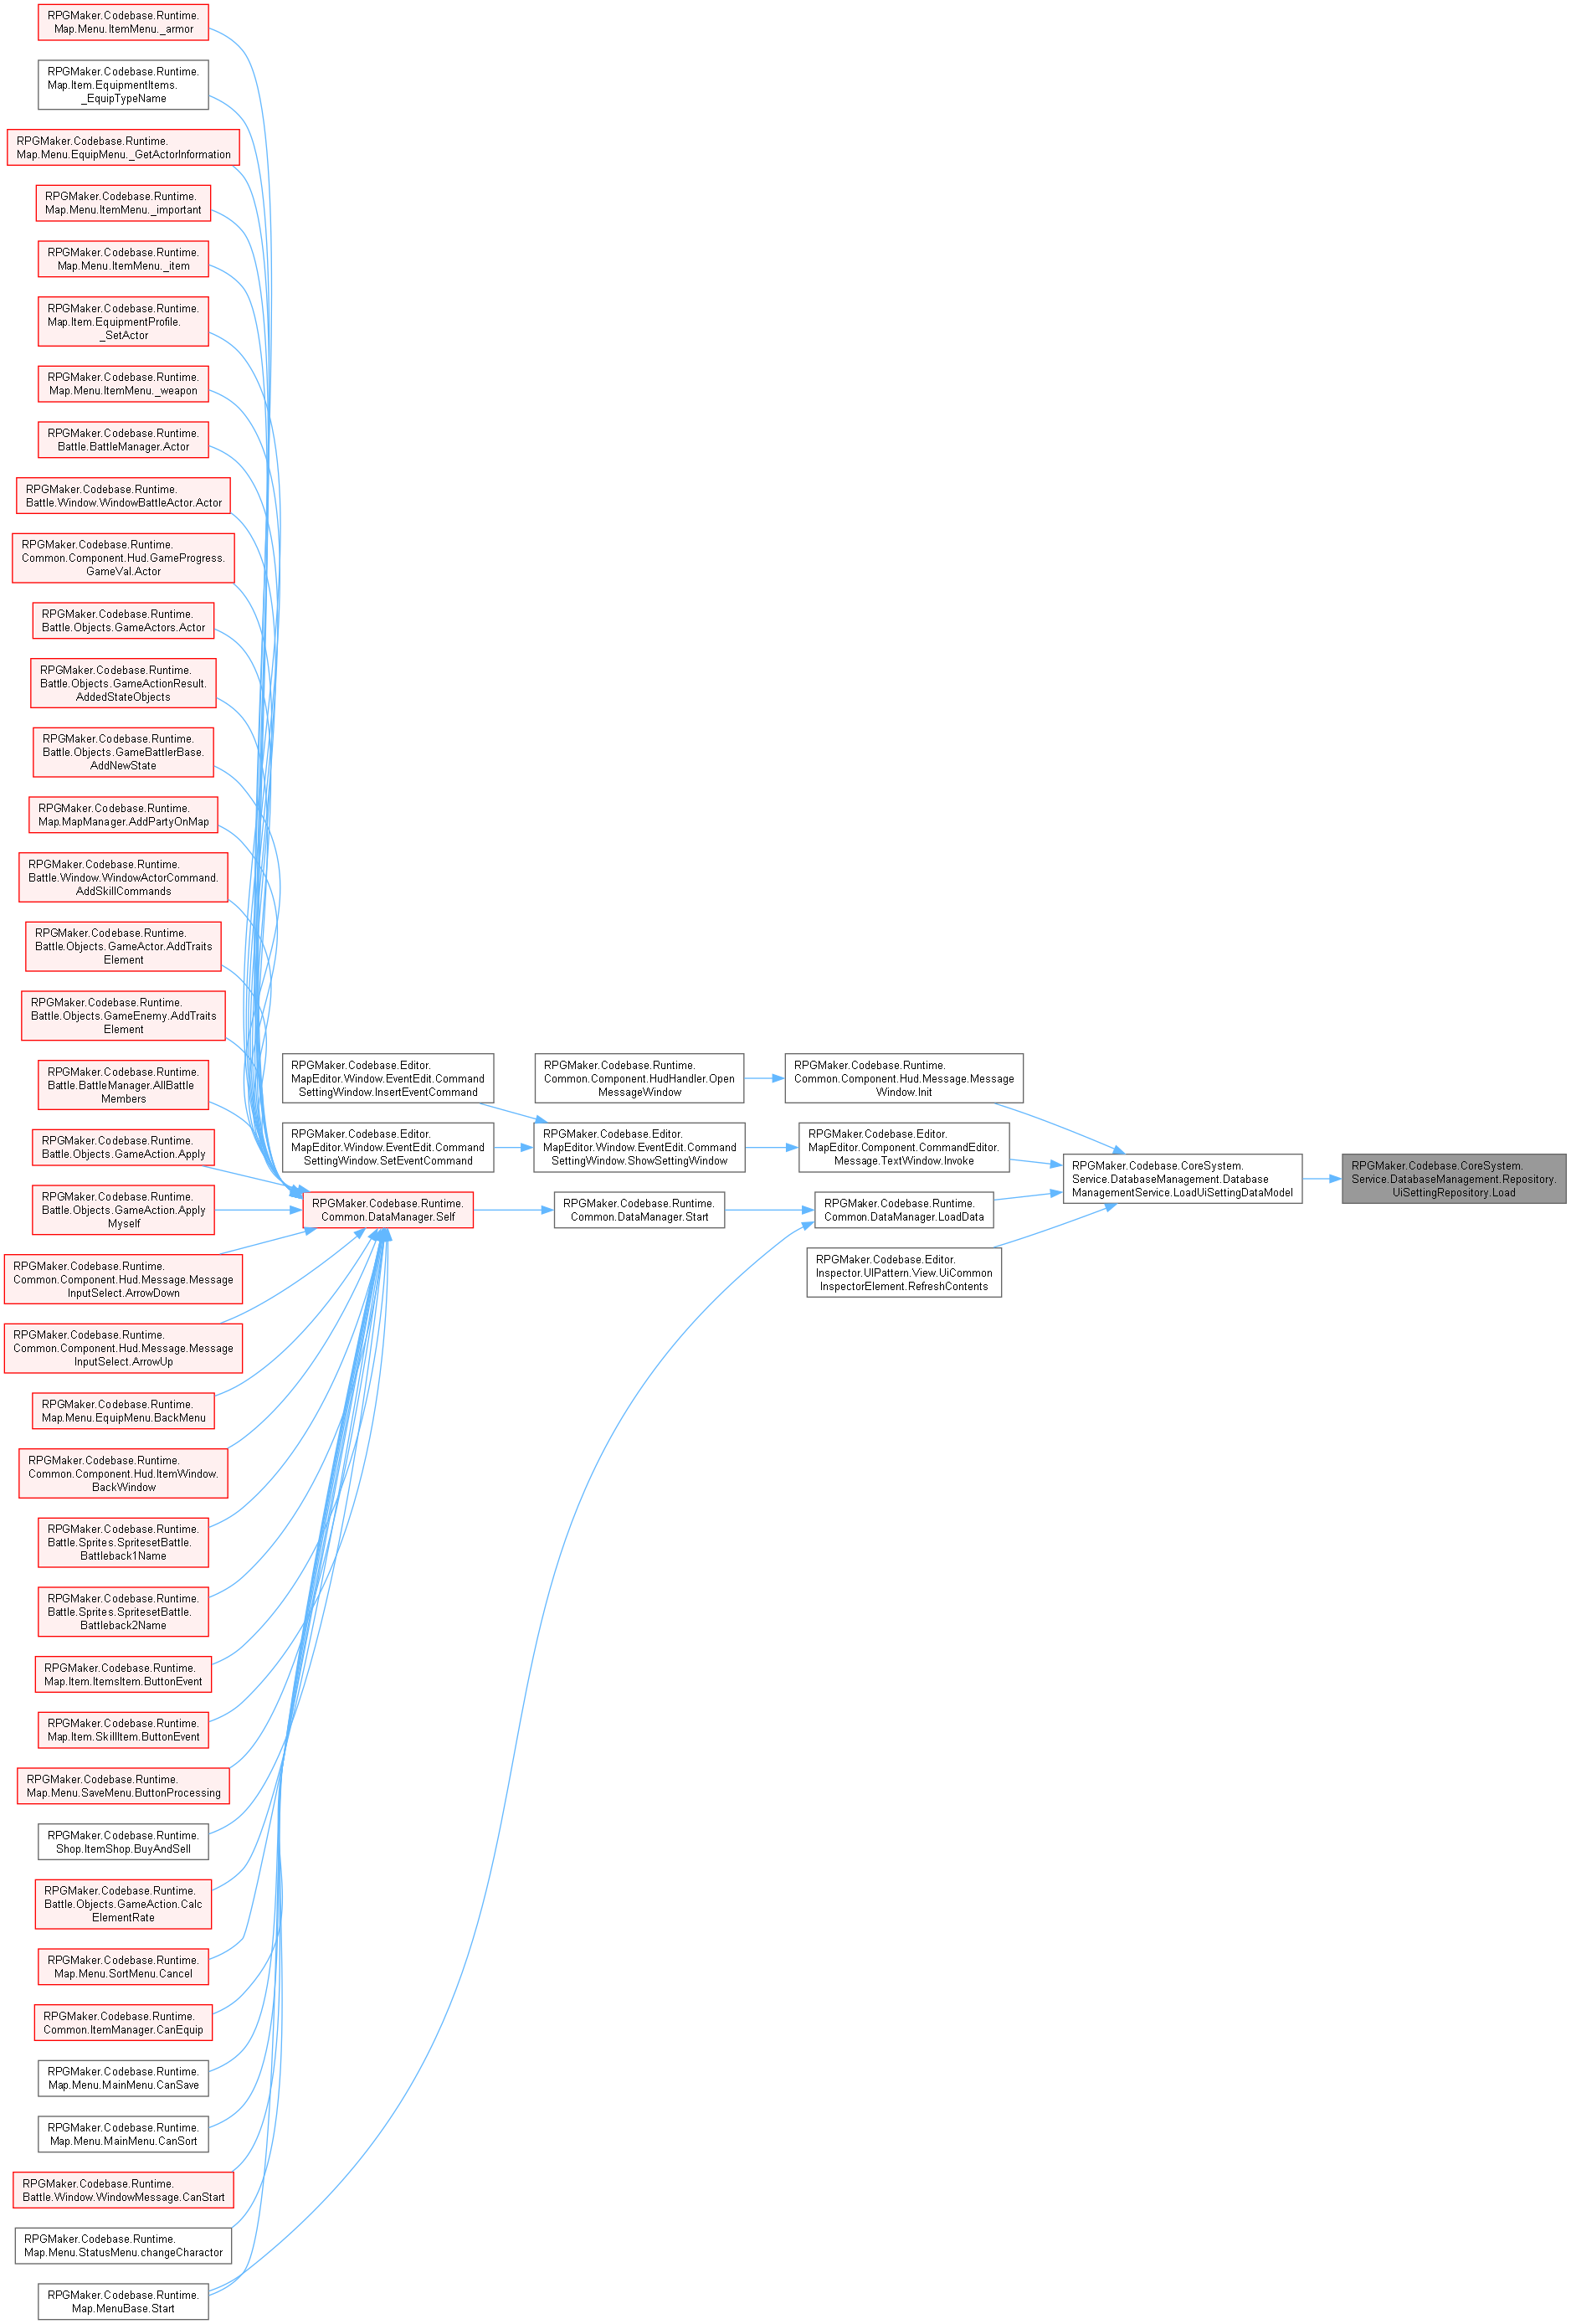 RPGMaker.Codebase.Runtime.
Map.Menu.ItemMenu._armor
RPGMaker.Codebase.Runtime.
Map.Item.EquipmentItems.
_EquipTypeName
RPGMaker.Codebase.Runtime.
Map.Menu.EquipMenu._GetActorInformation
RPGMaker.Codebase.Runtime.
Map.Menu.ItemMenu._important
RPGMaker.Codebase.Runtime.
Map.Menu.ItemMenu._item
RPGMaker.Codebase.Runtime.
Map.Item.EquipmentProfile.
_SetActor
RPGMaker.Codebase.Runtime.
Map.Menu.ItemMenu._weapon
RPGMaker.Codebase.Runtime.
Battle.BattleManager.Actor
RPGMaker.Codebase.Runtime.
Battle.Window.WindowBattleActor.Actor
RPGMaker.Codebase.Runtime.
Common.Component.Hud.GameProgress.
GameVal.Actor
RPGMaker.Codebase.Runtime.
Battle.Objects.GameActors.Actor
RPGMaker.Codebase.Runtime.
Battle.Objects.GameActionResult.
AddedStateObjects
RPGMaker.Codebase.Runtime.
Battle.Objects.GameBattlerBase.
AddNewState
RPGMaker.Codebase.Runtime.
Map.MapManager.AddPartyOnMap
RPGMaker.Codebase.Runtime.
Battle.Window.WindowActorCommand.
AddSkillCommands
RPGMaker.Codebase.Runtime.
Battle.Objects.GameActor.AddTraits
Element
RPGMaker.Codebase.Runtime.
Battle.Objects.GameEnemy.AddTraits
Element
RPGMaker.Codebase.Runtime.
Battle.BattleManager.AllBattle
Members
RPGMaker.Codebase.Runtime.
Battle.Objects.GameAction.Apply
RPGMaker.Codebase.Runtime.
Battle.Objects.GameAction.Apply
Myself
RPGMaker.Codebase.Runtime.
Common.Component.Hud.Message.Message
InputSelect.ArrowDown
RPGMaker.Codebase.Runtime.
Common.Component.Hud.Message.Message
InputSelect.ArrowUp
RPGMaker.Codebase.Runtime.
Map.Menu.EquipMenu.BackMenu
RPGMaker.Codebase.Runtime.
Common.Component.Hud.ItemWindow.
BackWindow
RPGMaker.Codebase.Runtime.
Battle.Sprites.SpritesetBattle.
Battleback1Name
RPGMaker.Codebase.Runtime.
Battle.Sprites.SpritesetBattle.
Battleback2Name
RPGMaker.Codebase.Runtime.
Map.Item.ItemsItem.ButtonEvent
RPGMaker.Codebase.Runtime.
Map.Item.SkillItem.ButtonEvent
RPGMaker.Codebase.Runtime.
Map.Menu.SaveMenu.ButtonProcessing
RPGMaker.Codebase.Runtime.
Shop.ItemShop.BuyAndSell
RPGMaker.Codebase.Runtime.
Battle.Objects.GameAction.Calc
ElementRate
RPGMaker.Codebase.Runtime.
Map.Menu.SortMenu.Cancel
RPGMaker.Codebase.Runtime.
Common.ItemManager.CanEquip
RPGMaker.Codebase.Runtime.
Map.Menu.MainMenu.CanSave
RPGMaker.Codebase.Runtime.
Map.Menu.MainMenu.CanSort
RPGMaker.Codebase.Runtime.
Battle.Window.WindowMessage.CanStart
RPGMaker.Codebase.Runtime.
Map.Menu.StatusMenu.changeCharactor
RPGMaker.Codebase.Runtime.
Map.MenuBase.Start
RPGMaker.Codebase.Editor.
MapEditor.Window.EventEdit.Command
SettingWindow.InsertEventCommand
RPGMaker.Codebase.Editor.
MapEditor.Window.EventEdit.Command
SettingWindow.SetEventCommand
RPGMaker.Codebase.Runtime.
Common.DataManager.Self
RPGMaker.Codebase.Runtime.
Common.Component.HudHandler.Open
MessageWindow
RPGMaker.Codebase.Editor.
MapEditor.Window.EventEdit.Command
SettingWindow.ShowSettingWindow
RPGMaker.Codebase.Runtime.
Common.DataManager.Start
RPGMaker.Codebase.Runtime.
Common.Component.Hud.Message.Message
Window.Init
RPGMaker.Codebase.Editor.
MapEditor.Component.CommandEditor.
Message.TextWindow.Invoke
RPGMaker.Codebase.Runtime.
Common.DataManager.LoadData
RPGMaker.Codebase.Editor.
Inspector.UIPattern.View.UiCommon
InspectorElement.RefreshContents
RPGMaker.Codebase.CoreSystem.
Service.DatabaseManagement.Database
ManagementService.LoadUiSettingDataModel
RPGMaker.Codebase.CoreSystem.
Service.DatabaseManagement.Repository.
UiSettingRepository.Load